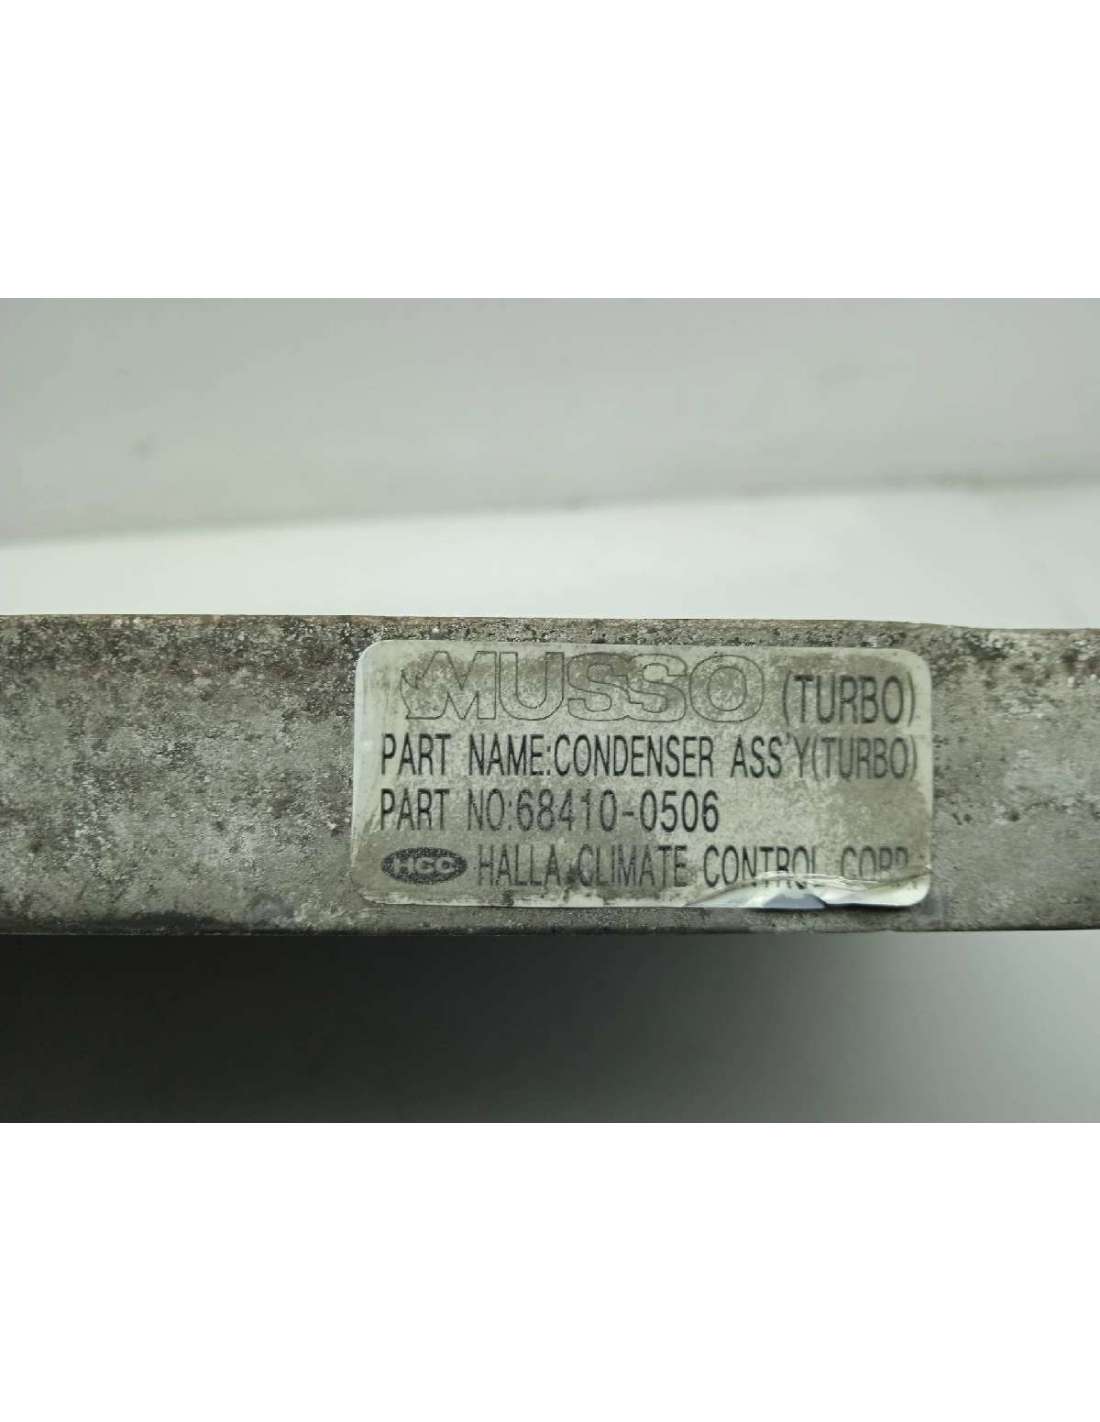 MUSSO (TURBO)
PART NAME:CONDENSER ASS'Y(TURBO)
PART NO:68410-0506
HCC HALLA CLIMATE CONTROL CORP.